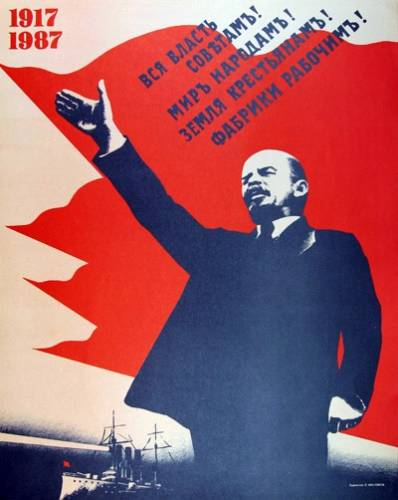 1917
1987
ВСЯ ВЛАСТЬ
СОВѢТАМЪ!
МИРЪ НАРОДАМЪ!
ЗЕМЛЯ КРЕСТЬЯНАМЪ!
ФАБРИКИ РАБОЧИМЪ!